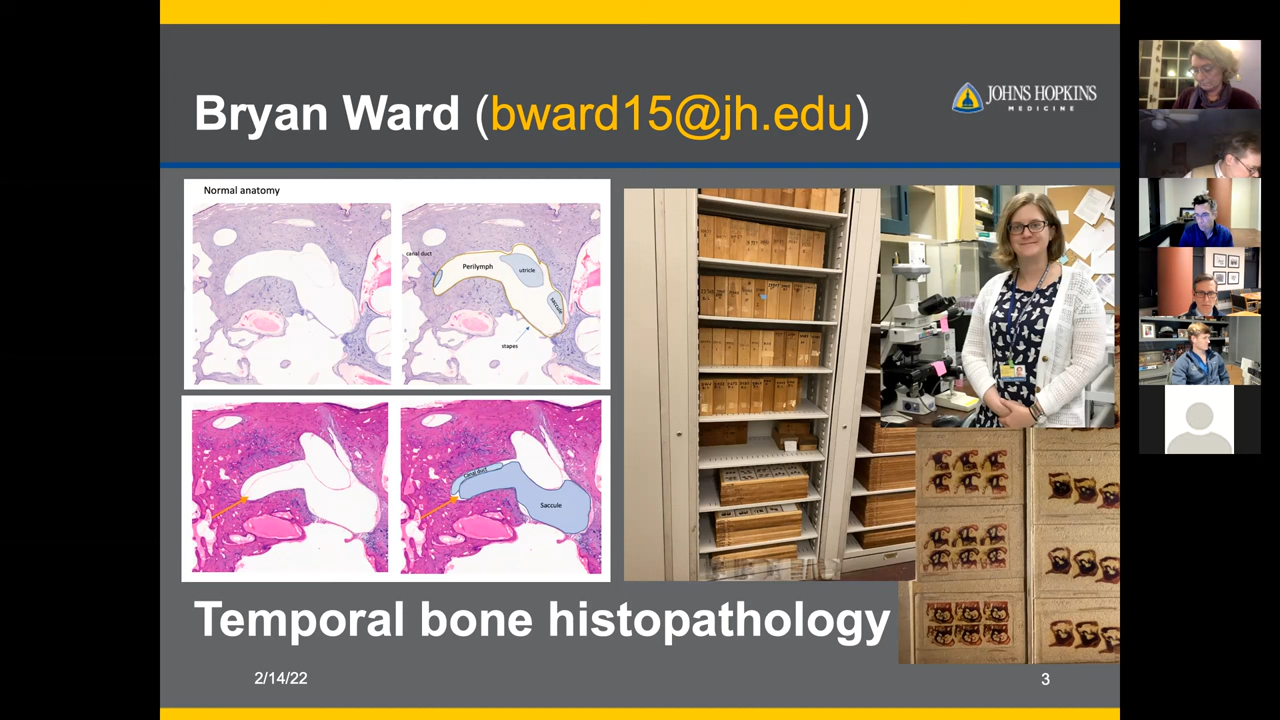 Bryan Ward (bward15@jh.edu)
JOHNS HOPKINS
MEDICINE
Normal anatomy
canal duct
Perilymph
utricle
saccule
stapes
Canal duct
Saccule
Temporal bone histopathology
2/14/22
3